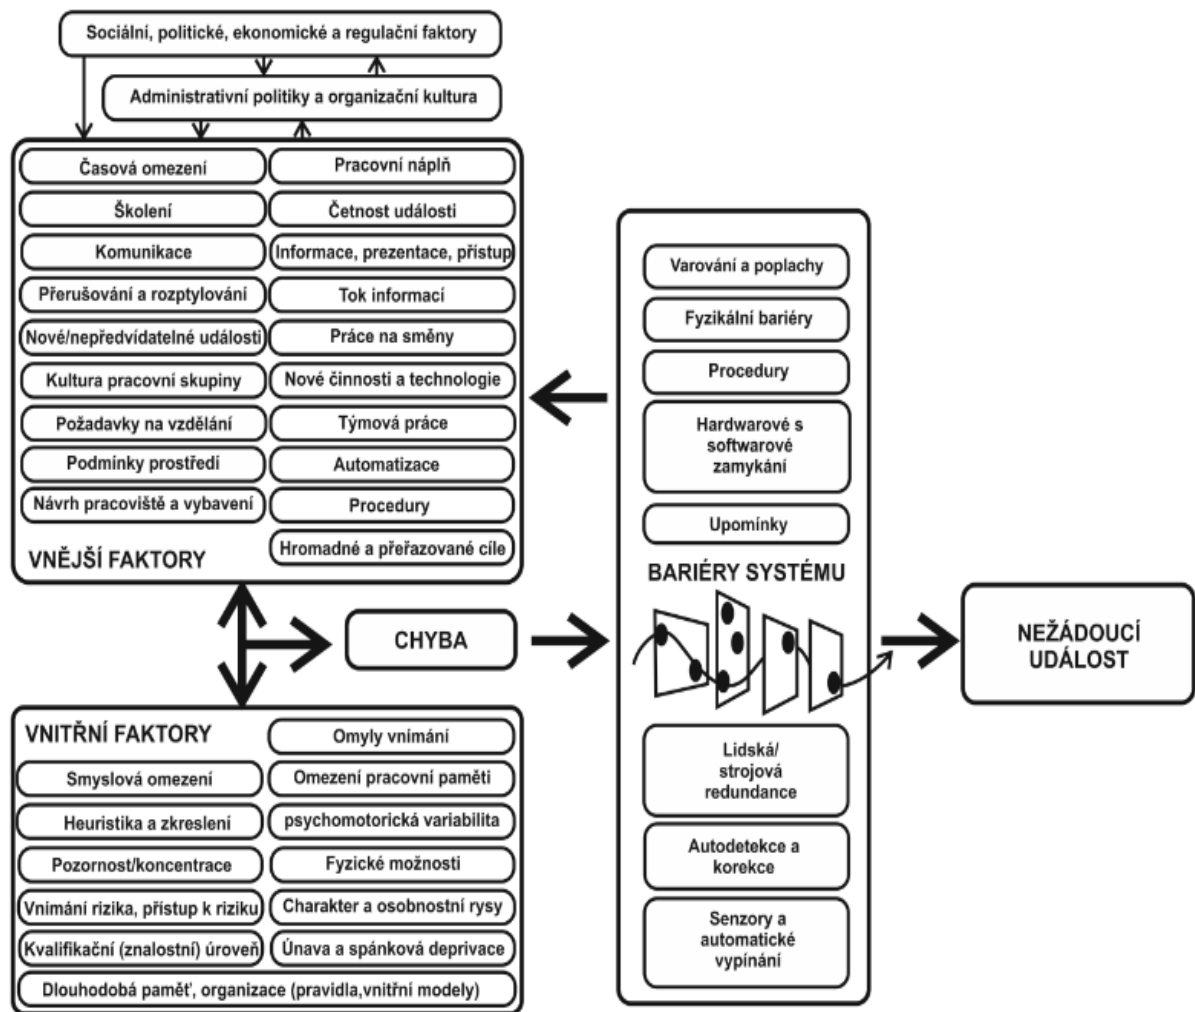 Sociální, politické, ekonomické a regulační faktory
Administrativní politiky a organizační kultura
Časová omezení
Školení
Komunikace
Přerušování a rozptylování
Nové/nepředvídatelné události
Kultura pracovní skupiny
Požadavky na vzdělání
Podmínky prostředí
Návrh pracoviště a vybavení
VNĚJŠÍ FAKTORY
Pracovní náplň
Četnost události
Informace, prezentace, přístup
Tok informací
Práce na směny
Nové činnosti a technologie
Týmová práce
Automatizace
Procedury
Hromadné a přeřazované cíle
CHYBA
VNITŘNÍ FAKTORY
Smyslová omezení
Heuristika a zkreslení
Pozornost/koncentrace
Vnímání rizika, přístup k riziku
Kvalifikační (znalostní) úroveň
Omyly vnímání
Omezení pracovní paměti
psychomotorická variabilita
Fyzické možnosti
Charakter a osobnostní rysy
Únava a spánková deprivace
Dlouhodobá paměť, organizace (pravidla,vnitřní modely)
Varování a poplachy
Fyzikální bariéry
Procedury
Hardwarové s
softwarové
zamykání
Upomínky
BARIÉRY SYSTÉMU
Lidská/
strojová
redundance
Autodetekce a
korekce
Senzory a
automatické
vypínání
NEŽÁDOUCÍ
UDÁLOST